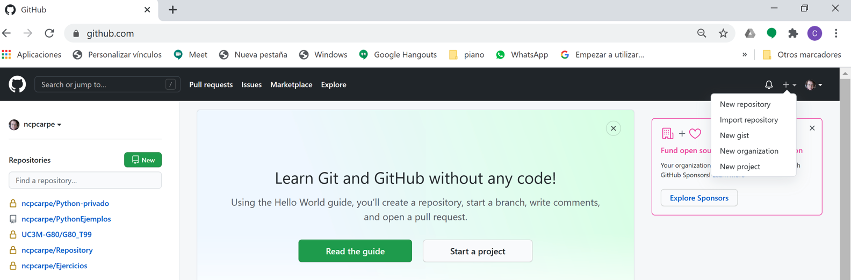 GitHub
github.com
Aplicaciones
Personalizar vínculos
Meet
Nueva pestaña
Windows
Google Hangouts
piano
WhatsApp
Empezar a utilizar...
»
Otros marcadores
C
Search or jump to...
/
Pull requests
Issues
Marketplace
Explore
New repository
Import repository
New gist
New organization
New project
ncpcarpe
Repositories
New
Find a repository...
ncpcarpe/Python-privado
ncpcarpe/PythonEjemplos
UC3M-G80/G80_T99
ncpcarpe/Repository
ncpcarpe/Ejercicios
Learn Git and GitHub without any code!
Using the Hello World guide, you'll create a repository, start a branch, write comments,
and open a pull request.
Read the guide
Start a project
Fund open sou
Your organization
GitHub Sponsors
Explore Sponsors